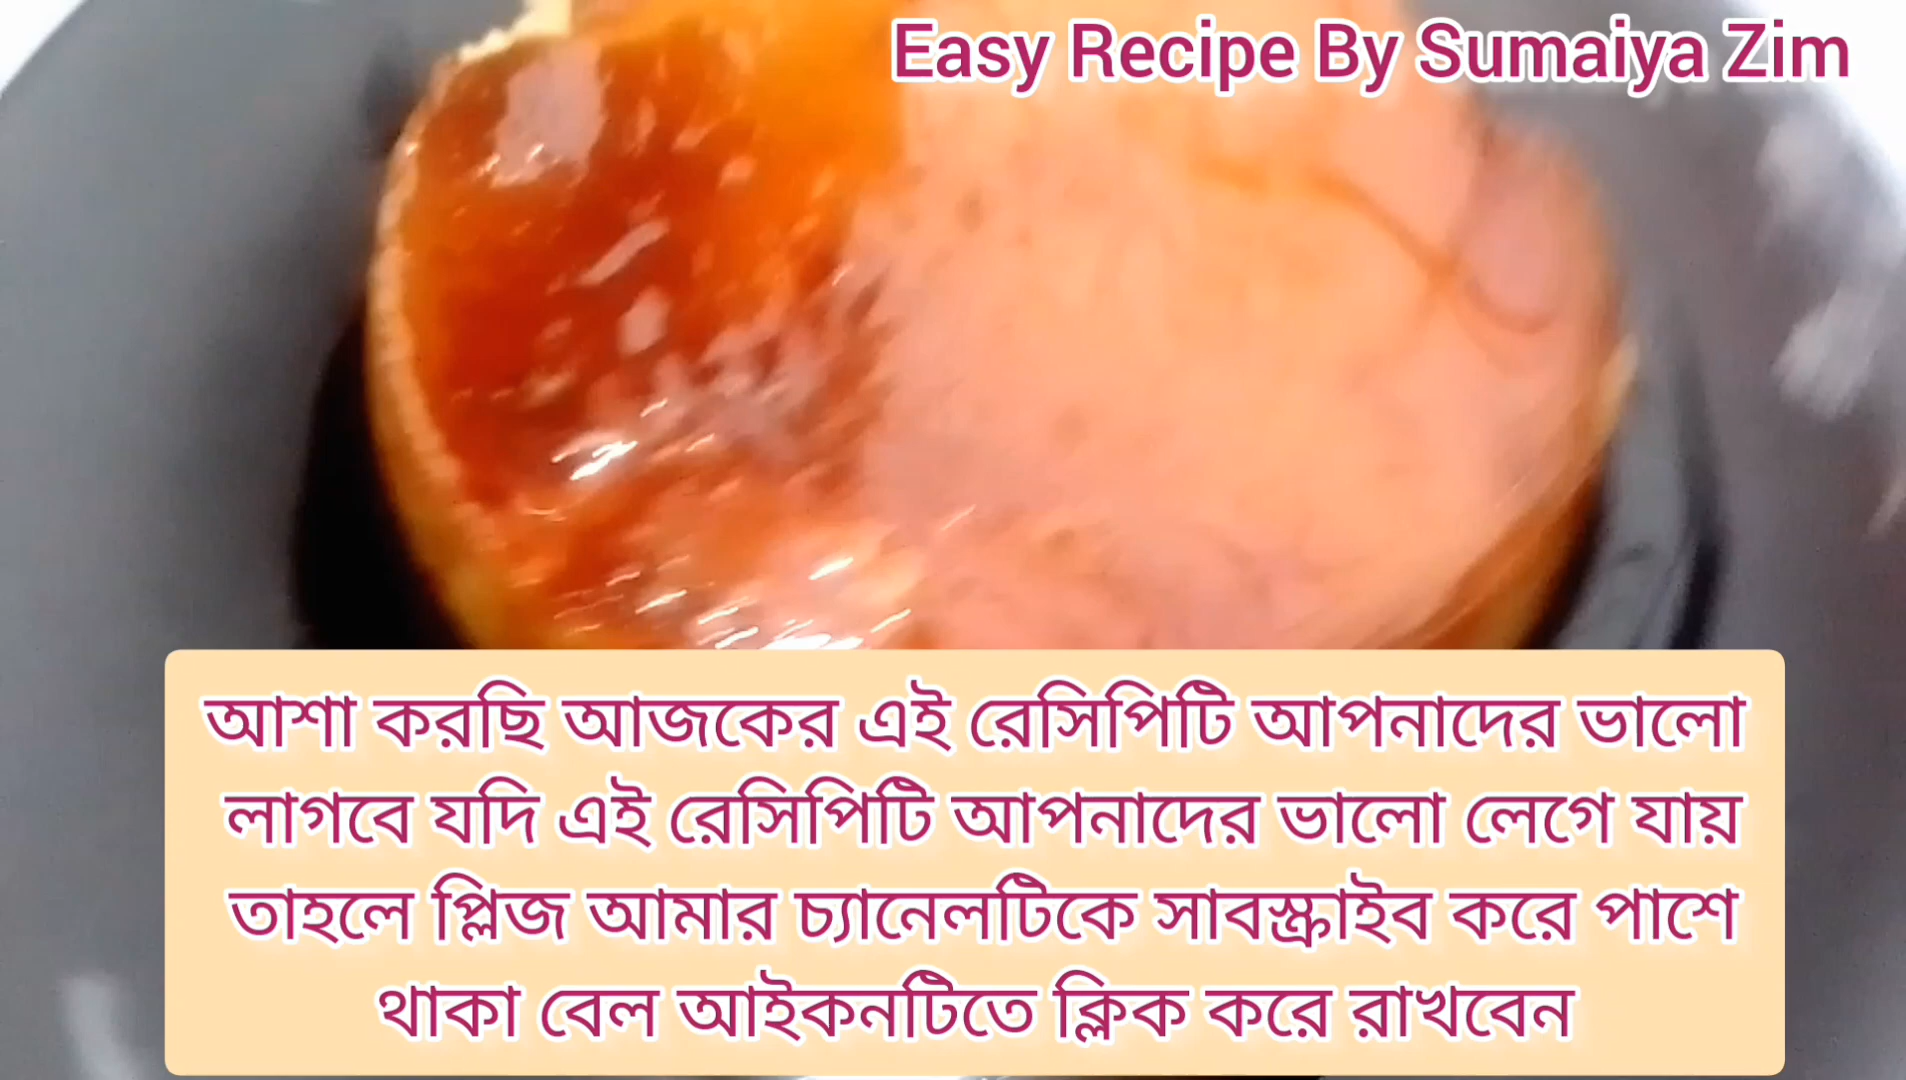 Easy Recipe By Sumaiya Zim
আশা করছি আজকের এই রেসিপিটি আপনাদের ভালো
লাগবে যদি এই রেসিপিটি আপনাদের ভালো লেগে যায়
তাহলে প্লিজ আমার চ্যানেলটিকে সাবস্ক্রাইব করে পাশে
থাকা বেল আইকনটিতে ক্লিক করে রাখবেন